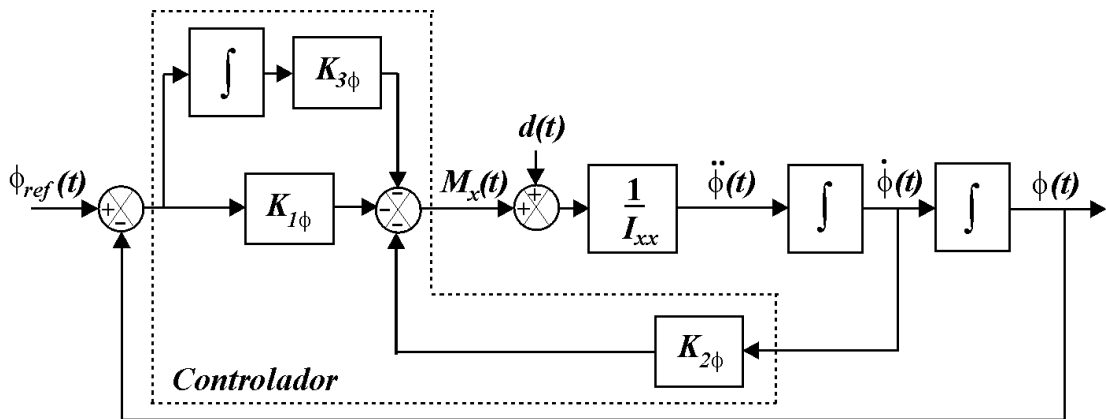 ∫
K3ϕ
d(t)
ϕref(t)
+
−
K1ϕ
−
−
−
Mx(t)
+
+
1
Ixx
ϕ̈(t)
∫
ϕ̇(t)
∫
ϕ(t)
K2ϕ
Controlador